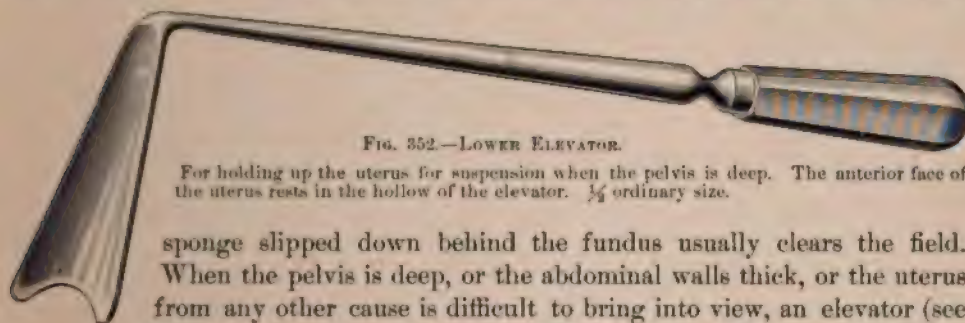 FIG. 352.—LOWER ELEVATOR.
For holding up the uterus for suspension when the pelvis is deep. The anterior face of
the uterus rests in the hollow of the elevator. ½ ordinary size.
sponge slipped down behind the fundus usually clears the field.
When the pelvis is deep, or the abdominal walls thick, or the uterus
from any other cause is difficult to bring into view, an elevator (see